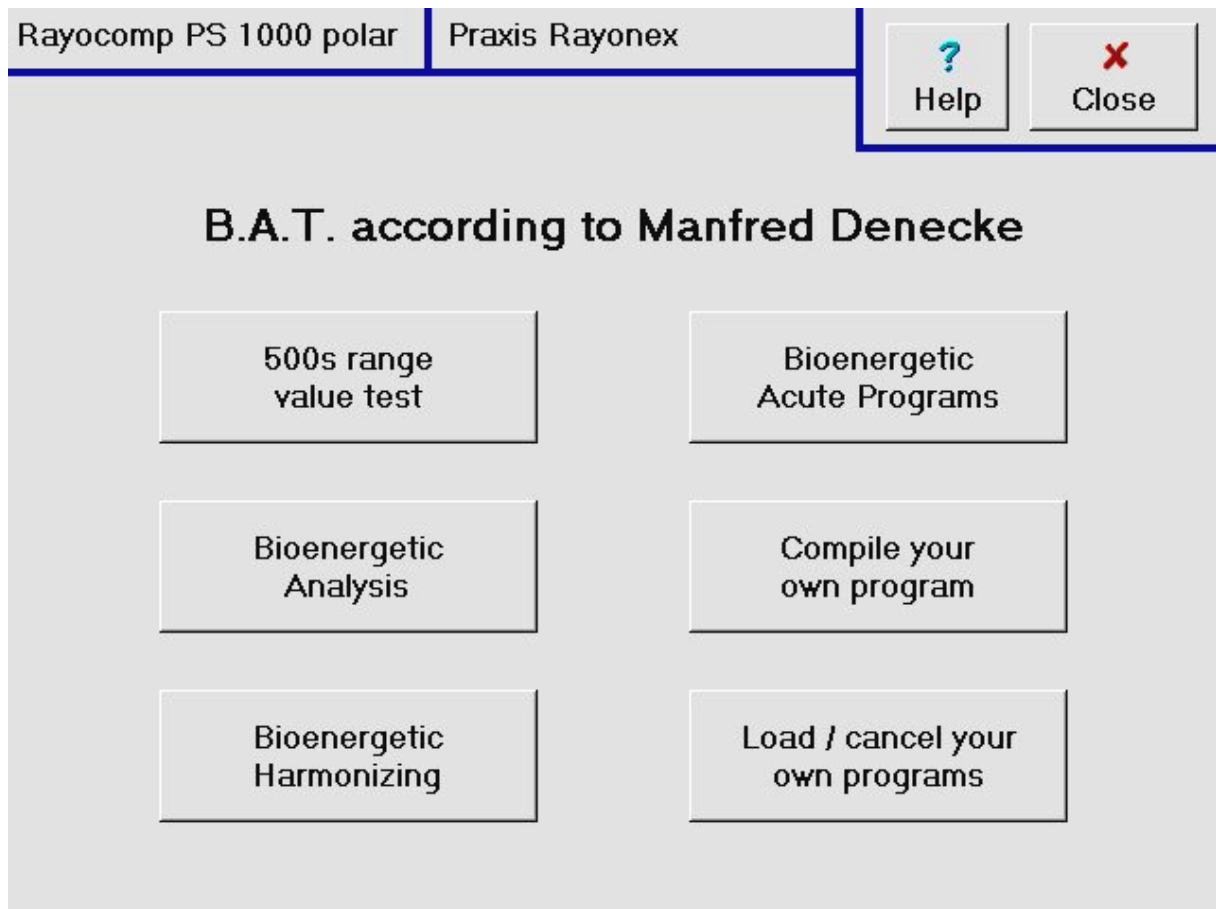 Rayocomp PS 1000 polar
Praxis Rayonex
?
Help
✗
Close
B.A.T. according to Manfred Denecke
500s range
value test
Bioenergetic
Acute Programs
Bioenergetic
Analysis
Compile your
own program
Bioenergetic
Harmonizing
Load / cancel your
own programs